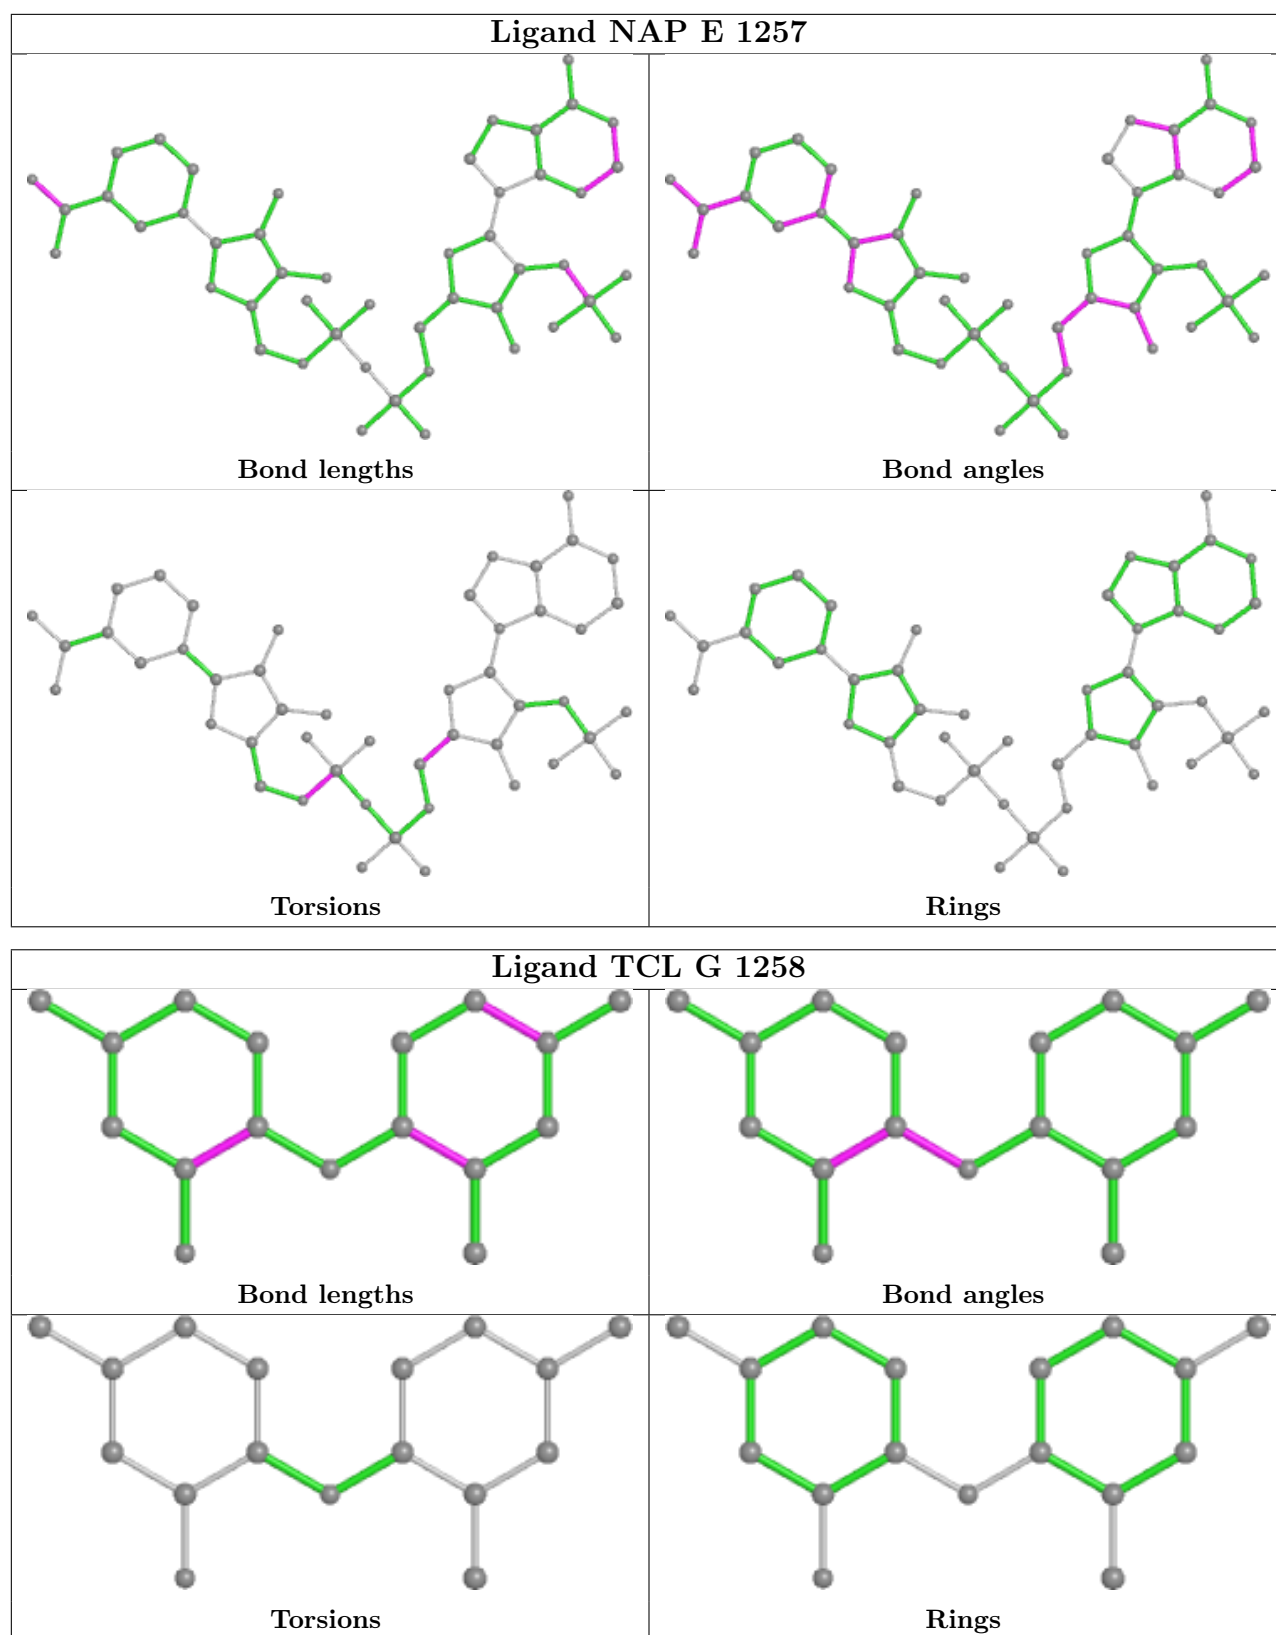 Ligand NAP E 1257
Bond lengths
Bond angles
Torsions
Rings
Ligand TCL G 1258
Bond lengths
Bond angles
Torsions
Rings